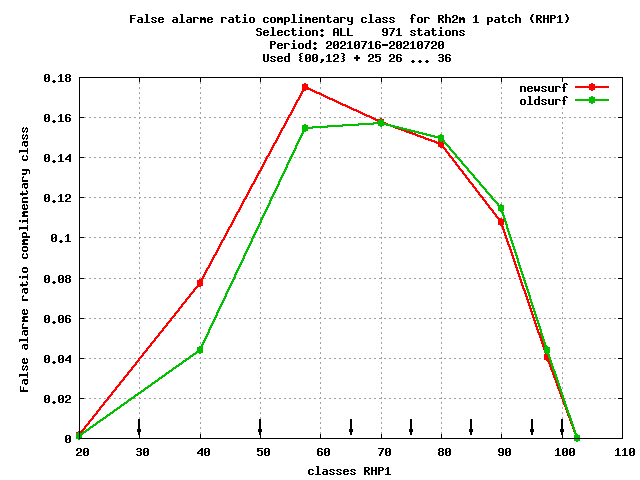 False alarme ratio complimentary class  for Rh2m 1 patch (RHP1)
Selection: ALL    971 stations
Period: 20210716-20210720
Used {00,12} + 25 26 ... 36
newsurf
oldsurf
False alarme ratio complimentary class
0.18
0.16
0.14
0.12
0.1
0.08
0.06
0.04
0.02
0
20 30 40 50 60 70 80 90 100 110
classes RHP1